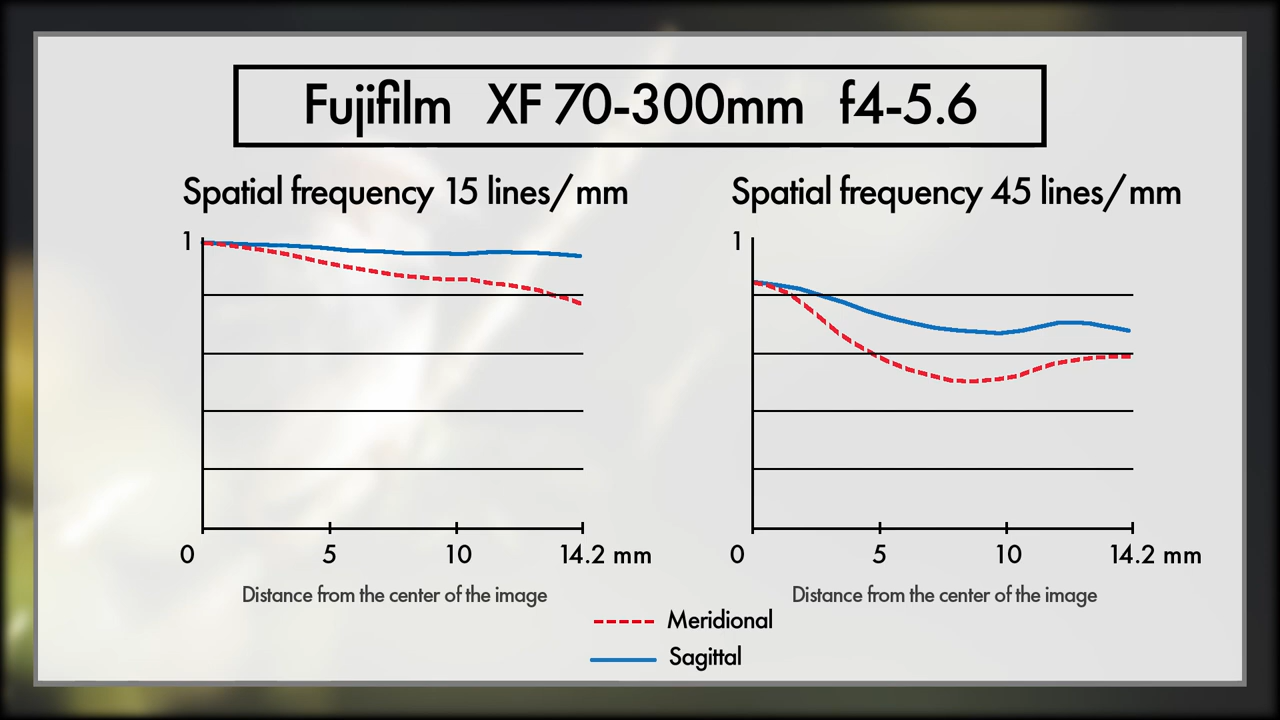 Fujifilm XF 70-300mm f4-5.6
Spatial frequency 15 lines/mm
Spatial frequency 45 lines/mm
1
1
0 5 10 14.2 mm
0 5 10 14.2 mm
Distance from the center of the image
Distance from the center of the image
Meridional
Sagittal